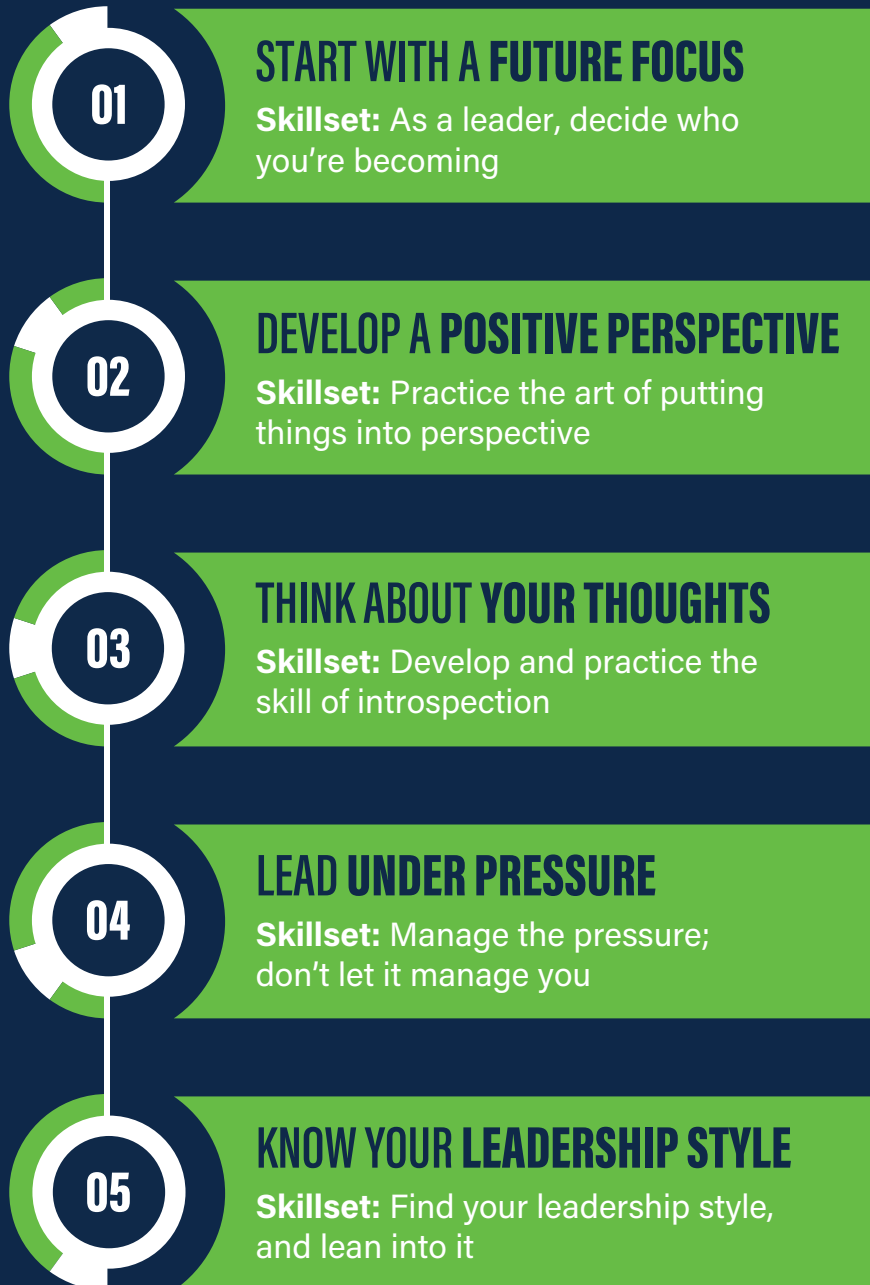 01
START WITH A FUTURE FOCUS
Skillset: As a leader, decide who
you’re becoming
02
DEVELOP A POSITIVE PERSPECTIVE
Skillset: Practice the art of putting
things into perspective
03
THINK ABOUT YOUR THOUGHTS
Skillset: Develop and practice the
skill of introspection
04
LEAD UNDER PRESSURE
Skillset: Manage the pressure;
don’t let it manage you
05
KNOW YOUR LEADERSHIP STYLE
Skillset: Find your leadership style,
and lean into it